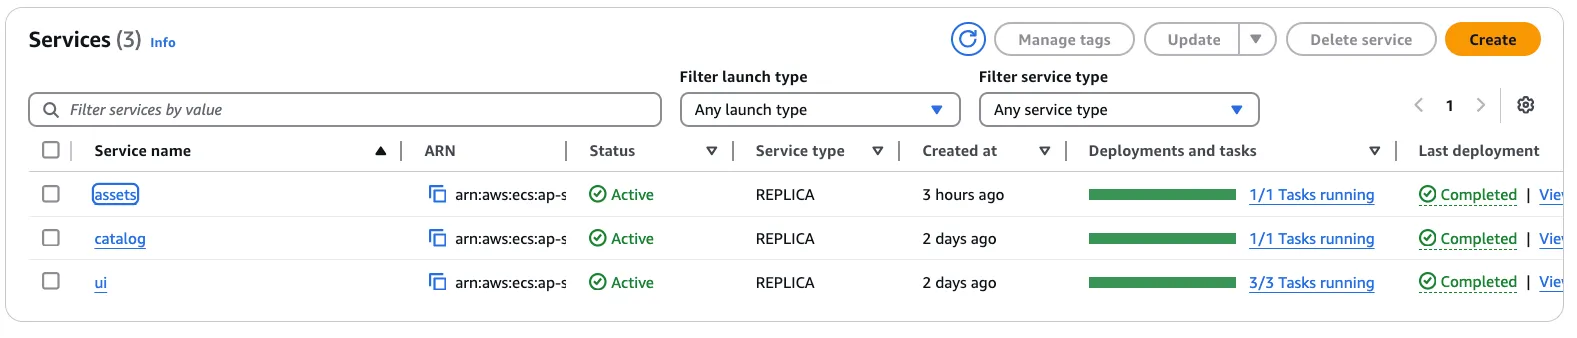 Services (3) Info Manage tags Update Delete service Create
Filter launch type Filter service type
Filter services by value Any launch type Any service type 1
Service name ARN Status Service type Created at Deployments and tasks Last deployment
assets arn:aws:ecs:ap-s Active REPLICA 3 hours ago 1/1 Tasks running Completed | Vie
catalog arn:aws:ecs:ap-s Active REPLICA 2 days ago 1/1 Tasks running Completed | Vie
ui arn:aws:ecs:ap-s Active REPLICA 2 days ago 3/3 Tasks running Completed | Vie